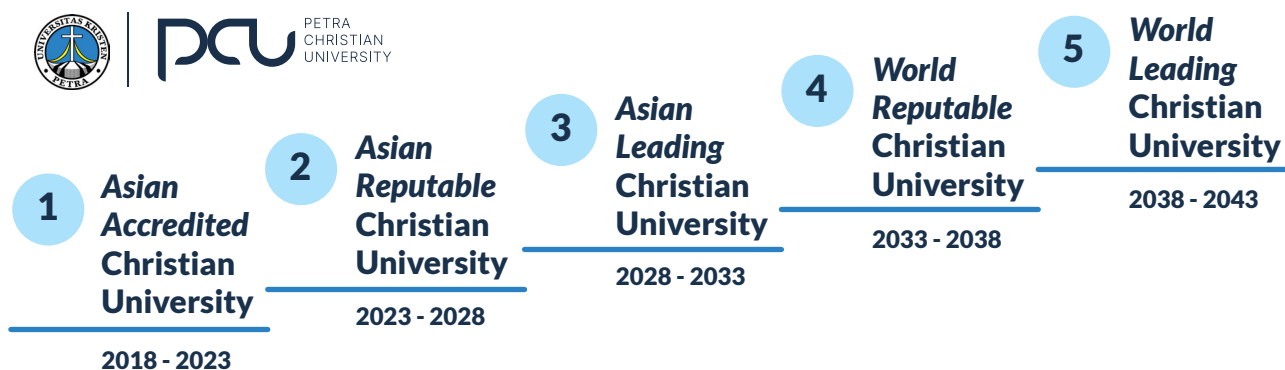 UNIVERSITAS KRISTEN
PETRA
pcu
PETRA
CHRISTIAN
UNIVERSITY
1
Asian
Accredited
Christian
University
2018 - 2023
2
Asian
Reputable
Christian
University
2023 - 2028
3
Asian
Leading
Christian
University
2028 - 2033
4
World
Reputable
Christian
University
2033 - 2038
5
World
Leading
Christian
University
2038 - 2043